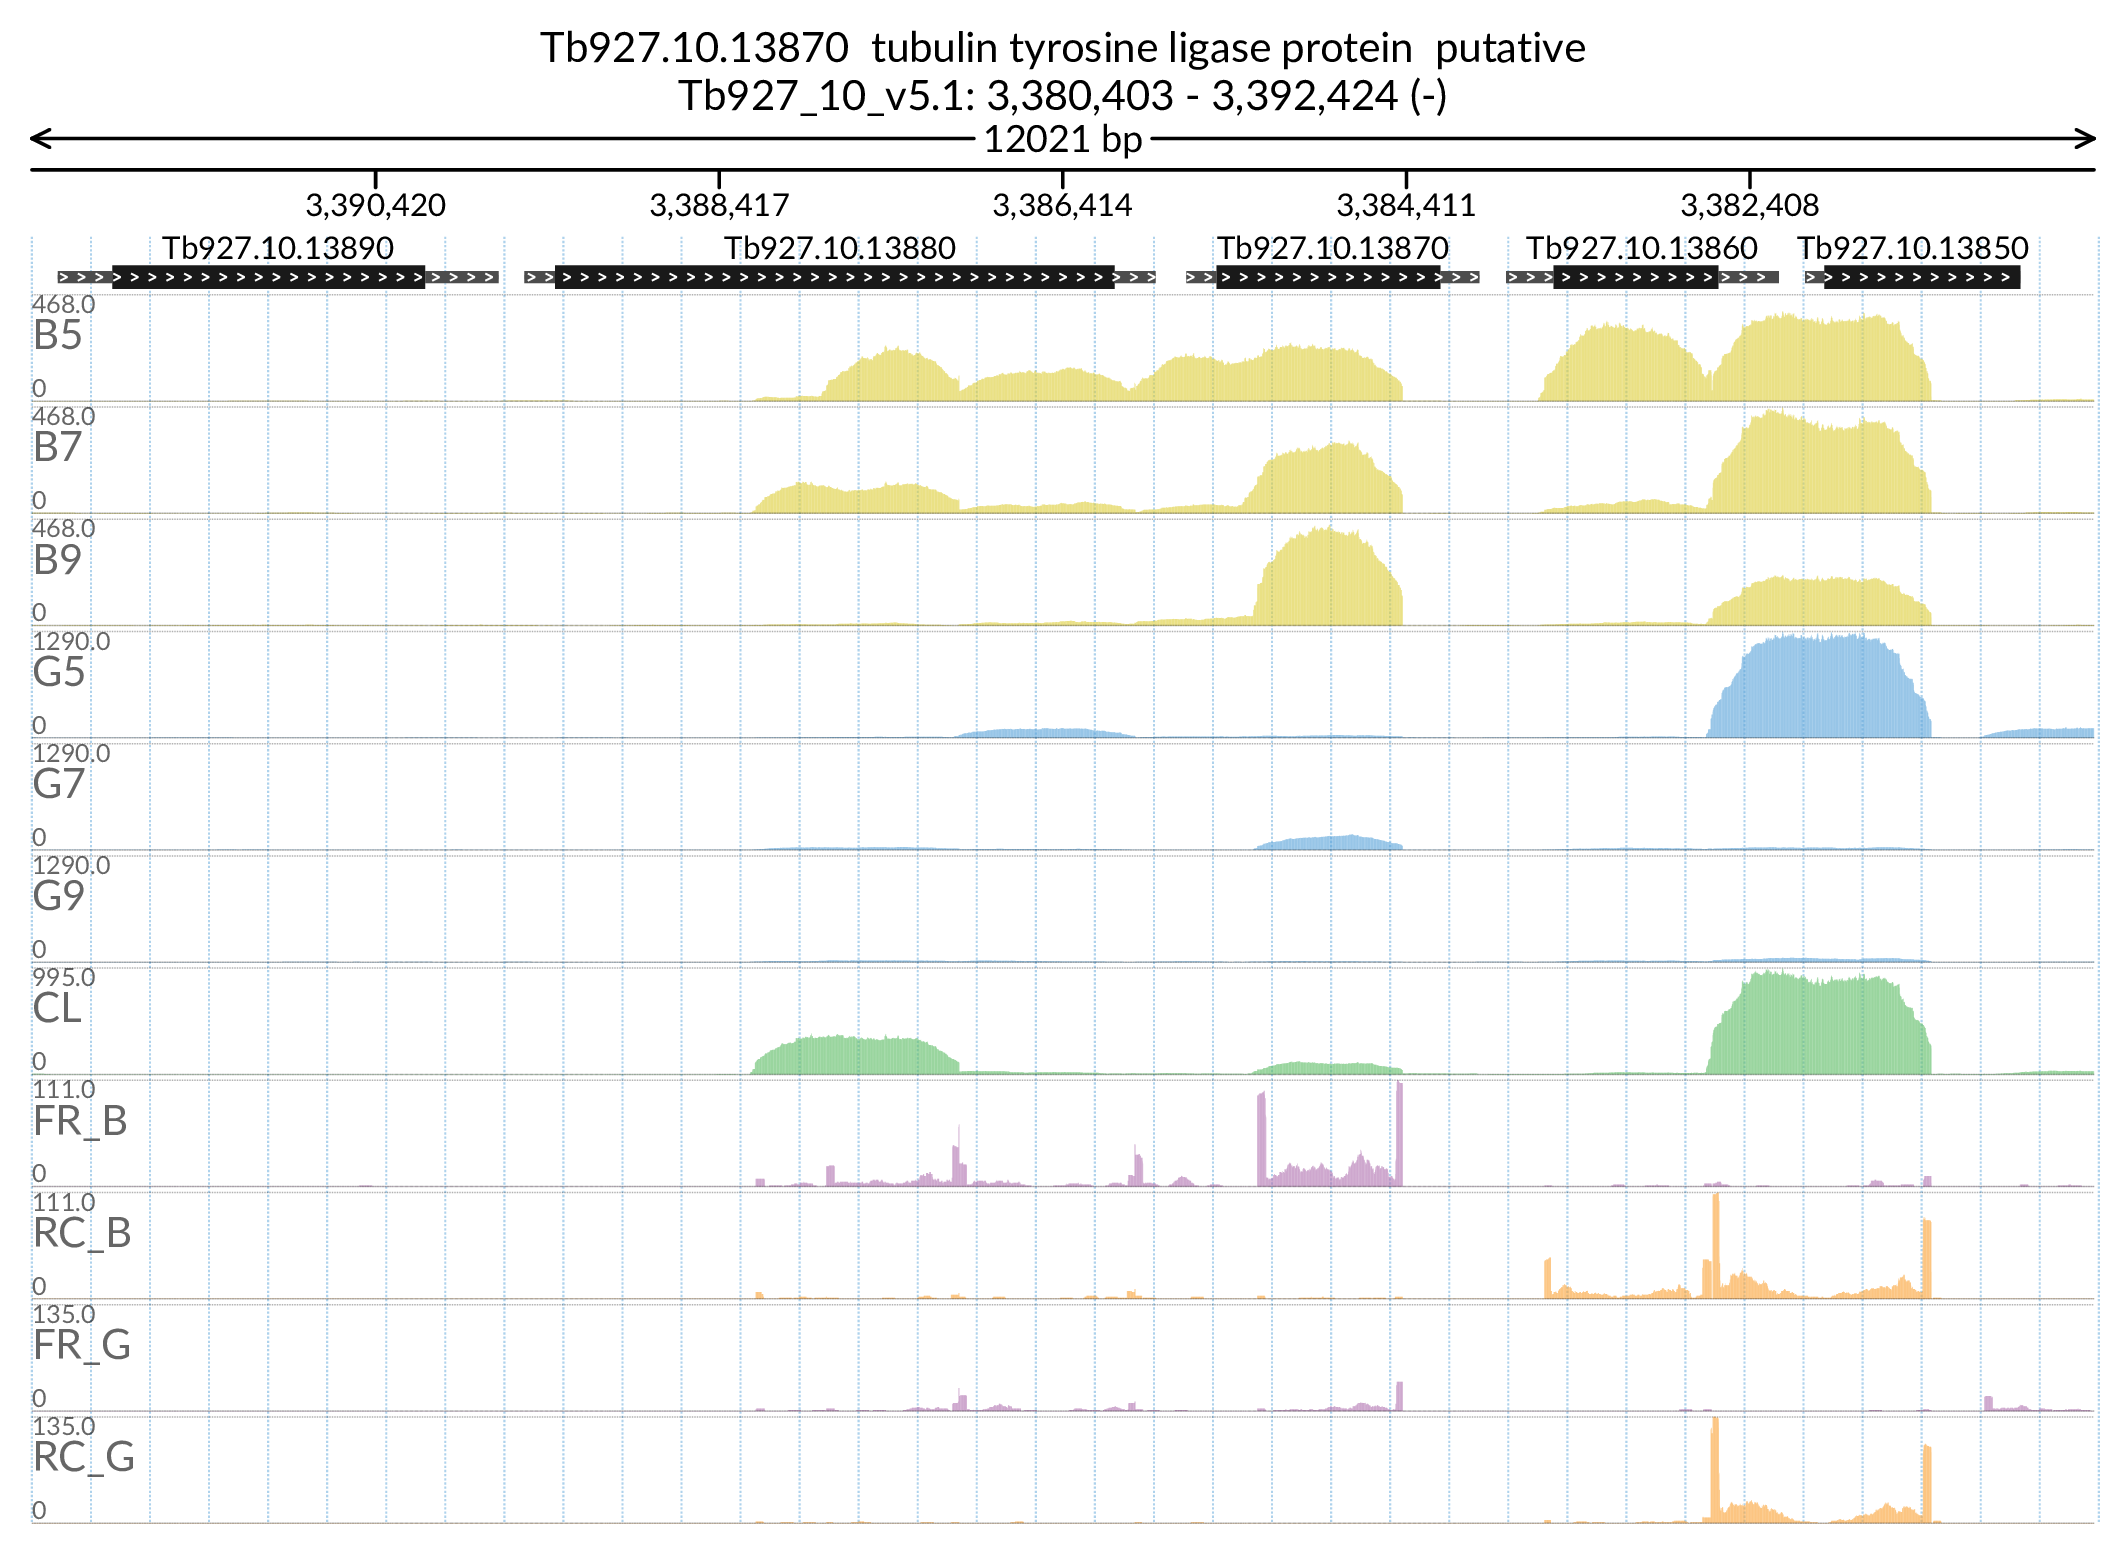 Tb927.10.13870 tubulin tyrosine ligase protein putative
Tb927_10_v5.1: 3,380,403 - 3,392,424 (-)
12021 bp
3,390,420 3,388,417 3,386,414 3,384,411 3,382,408
Tb927.10.13890 Tb927.10.13880 Tb927.10.13870 Tb927.10.13860 Tb927.10.13850
468.0
B5
0
468.0
B7
0
468.0
B9
0
1290.0
G5
0
1290.0
G7
0
1290.0
G9
0
995.0
CL
0
111.0
FR_B
0
111.0
RC_B
0
135.0
FR_G
0
135.0
RC_G
0